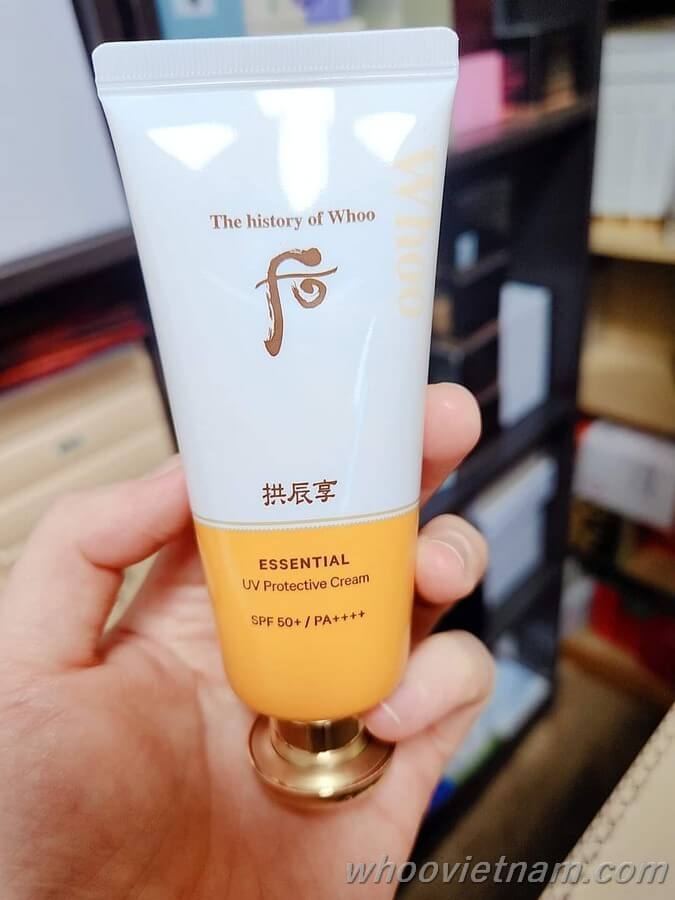 Whoo
The history of Whoo
拱辰享
ESSENTIAL
UV Protective Cream
SPF 50+ / PA++++
whoovietnam.com